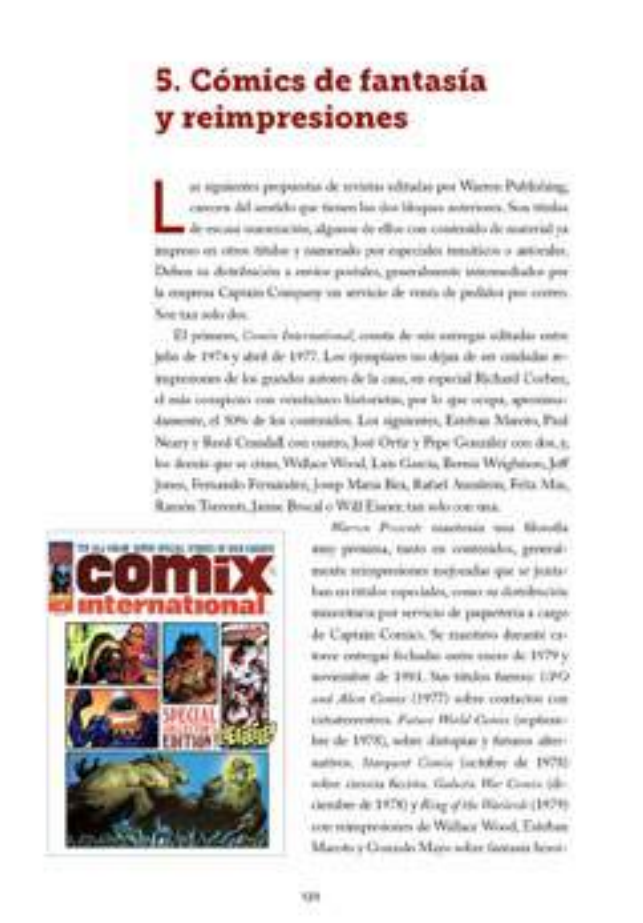 5. Cómics de fantasía
y reimpresiones
Las siguientes propuestas de revistas editadas por Warren Publishing,
carecen del sentido que tienen los dos bloques anteriores. Son títulos
de escasa numeración, algunos de ellos con contenido de material ya
impreso en otros títulos y numerado por especiales temáticos o autorales.
Deben su distribución a envíos postales, generalmente intermediados por
la empresa Captain Company un servicio de venta de pedidos por correo.
Son tan solo dos.
El primero, Comix International, consta de seis entregas editadas entre
julio de 1974 y abril de 1977. Los ejemplares no dejan de ser cuidadas re-
impresiones de los grandes autores de la casa, en especial Richard Corben,
el más conspicuo con veinticinco historietas, por lo que ocupa, aproxima-
damente, el 50% de los contenidos. Los siguientes, Esteban Maroto, Paul
Neary y Reed Crandall con cuatro, José Ortiz y Pepe González con dos, y,
los demás que se citan, Wallace Wood, Luis García, Bernie Wrightson, Jeff
Jones, Fernando Fernández, Josep Maria Bea, Rafael Auraleón, Felix Mas,
Ramón Torrents, Jaime Brocal o Will Eisner, tan solo con una.
Warren Presents mantenía una filosofía
muy próxima, tanto en contenidos, general-
mente reimpresiones mejoradas que se junta-
ban en títulos especiales, como su distribución
mayoritaria por servicio de paquetería a cargo
de Captain Comics. Se mantuvo durante ca-
torce entregas fechadas entre enero de 1979 y
noviembre de 1981. Sus títulos fueron: UFO
and Alien Comix (1977) sobre contactos con
extraterrestres. Future World Comix (septiem-
bre de 1978), sobre distopías y futuros alter-
nativos. Starquest Comix (octubre de 1978)
sobre ciencia ficción. Galactic War Comix (di-
ciembre de 1978) y Ring of the Warlords (1979)
con reimpresiones de Wallace Wood, Esteban
Maroto y Gonzalo Mayo sobre fantasía heroi-
comix
international
SPECIAL
EDITION